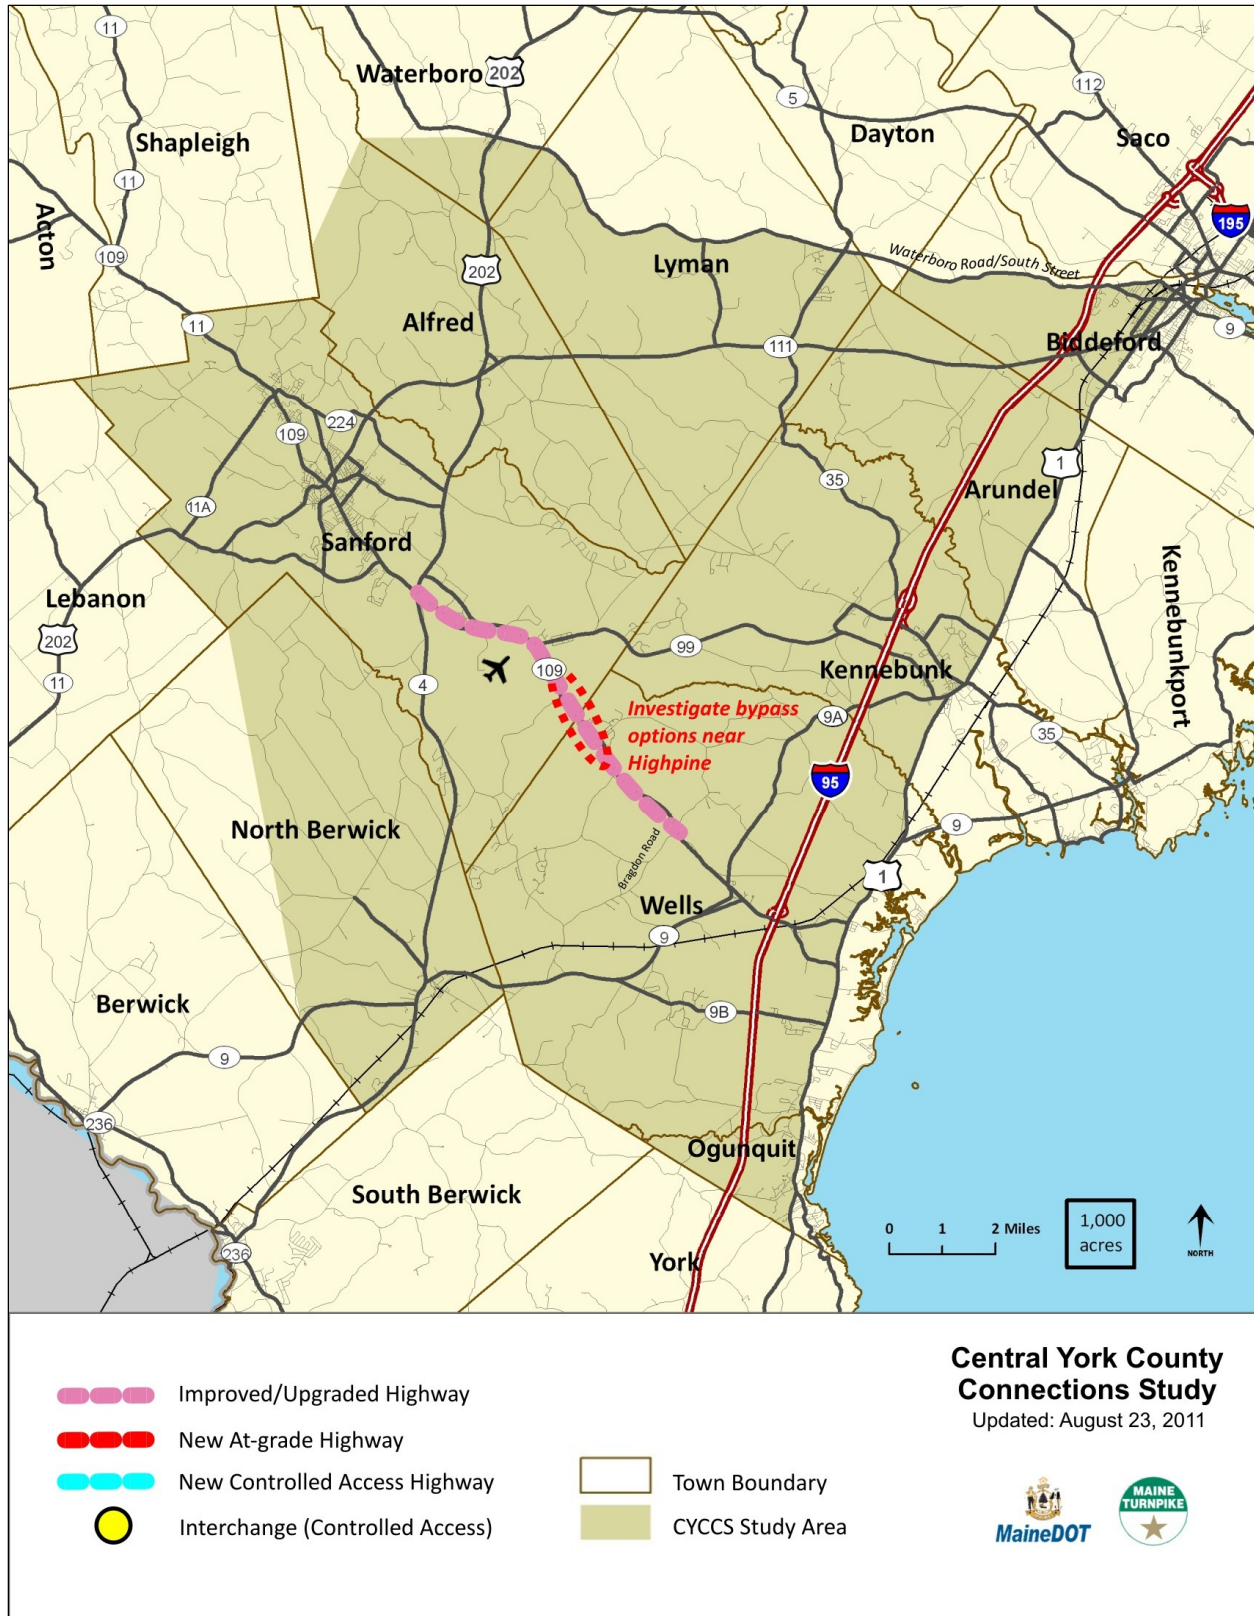 11
Waterboro
202
5
112
Dayton
Saco
Shapleigh
11
Acton
109
195
202
Lyman
Waterboro Road/South Street
11
Alfred
9
111
Biddeford
224
109
1
35
Arundel
11A
Sanford
Kennebunkport
Lebanon
202
99
109
Kennebunk
11
4
Investigate bypass
options near
Highpine
9A
35
95
North Berwick
9
Bragdon Road
1
Wells
9
Berwick
9B
9
236
Ogunquit
South Berwick
236
York
0 1 2 Miles
1,000
acres
NORTH
Improved/Upgraded Highway
New At-grade Highway
New Controlled Access Highway
Interchange (Controlled Access)
Town Boundary
CYCCS Study Area
Central York County
Connections Study
Updated: August 23, 2011
MaineDOT
MAINE
TURNPIKE